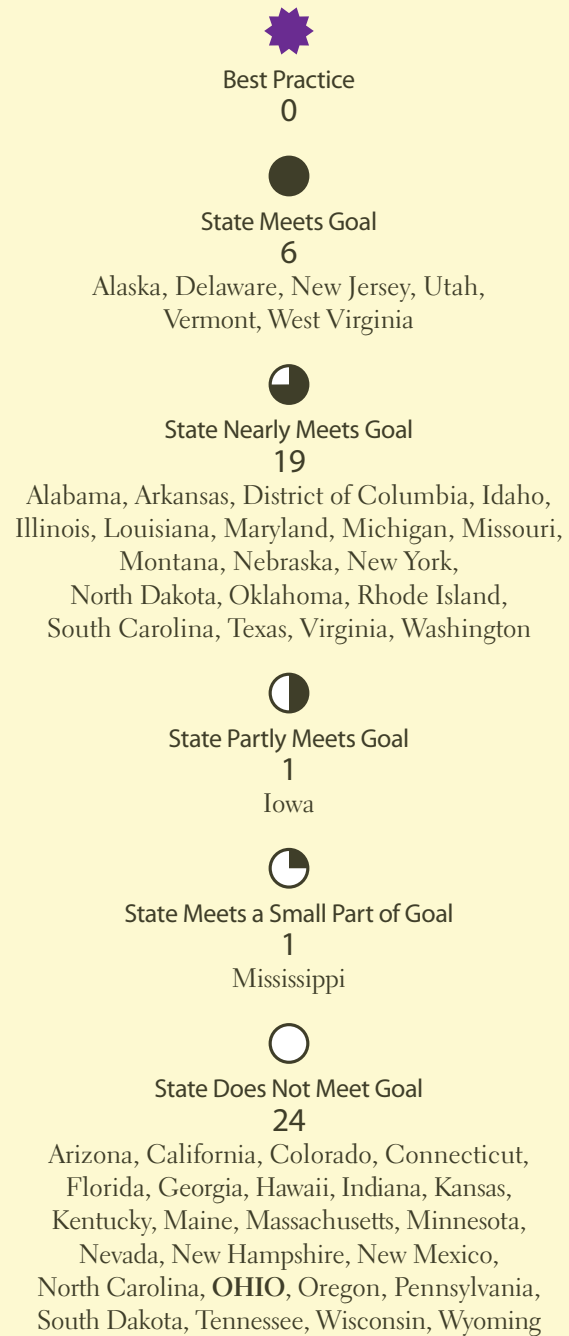 Best Practice
0
State Meets Goal
6
Alaska, Delaware, New Jersey, Utah,
Vermont, West Virginia
State Nearly Meets Goal
19
Alabama, Arkansas, District of Columbia, Idaho,
Illinois, Louisiana, Maryland, Michigan, Missouri,
Montana, Nebraska, New York,
North Dakota, Oklahoma, Rhode Island,
South Carolina, Texas, Virginia, Washington
State Partly Meets Goal
1
Iowa
State Meets a Small Part of Goal
1
Mississippi
State Does Not Meet Goal
24
Arizona, California, Colorado, Connecticut,
Florida, Georgia, Hawaii, Indiana, Kansas,
Kentucky, Maine, Massachusetts, Minnesota,
Nevada, New Hampshire, New Mexico,
North Carolina, OHIO, Oregon, Pennsylvania,
South Dakota, Tennessee, Wisconsin, Wyoming